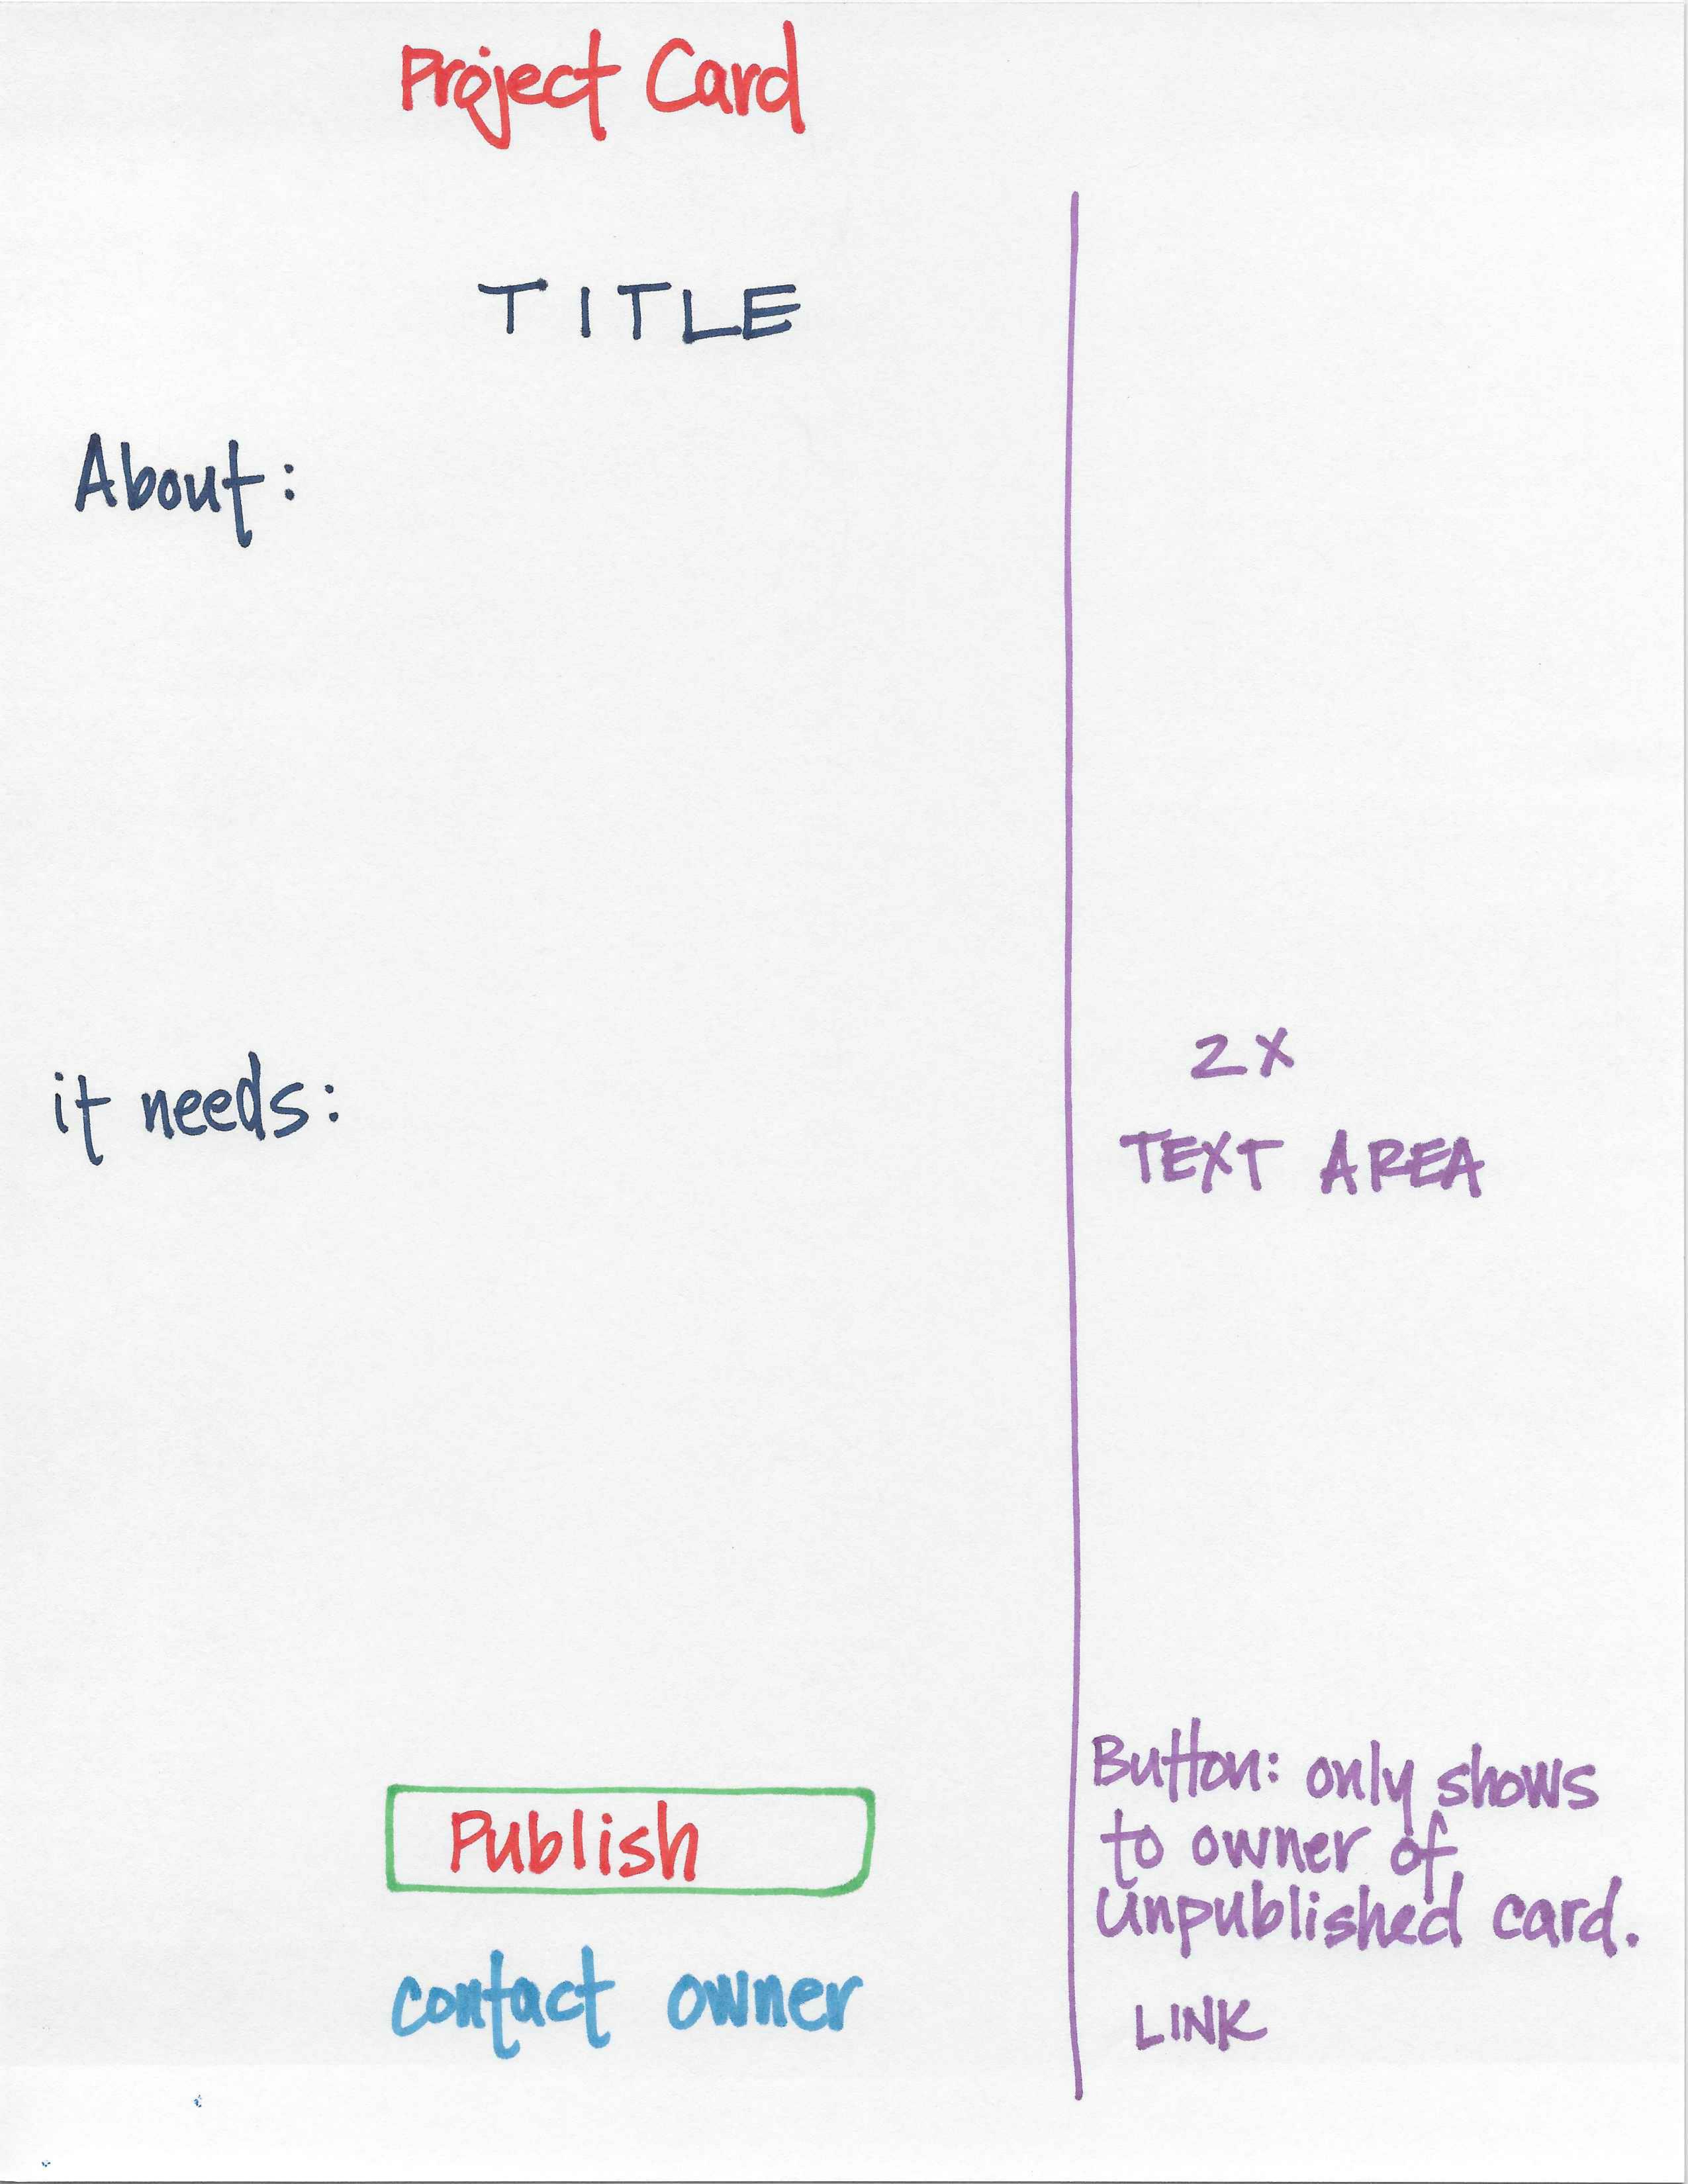 Project Card
TITLE
About:
it needs:
2X
TEXT AREA
Publish
Button: only shows
to owner of
Unpublished card.
contact owner
LINK